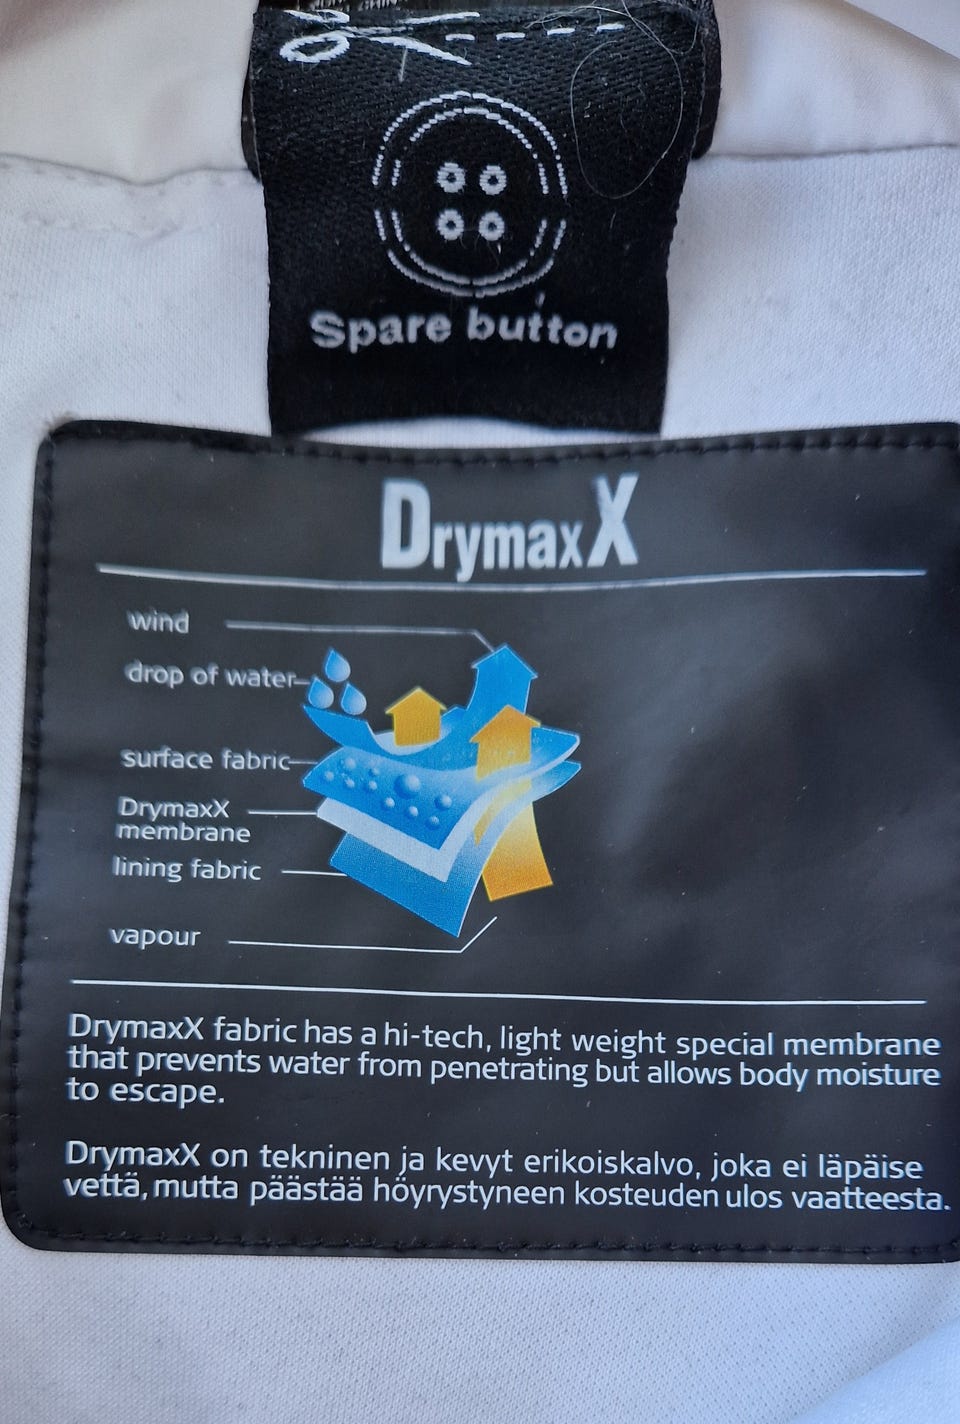 Spare button
DrymaxX
wind
drop of water
surface fabric
DrymaxX
membrane
lining fabric
vapour
DrymaxX fabric has a hi-tech, light weight special membrane
that prevents water from penetrating but allows body moisture
to escape.
DrymaxX on tekninen ja kevyt erikoiskalvo, joka ei läpäise
vettä, mutta päästää höyrystyneen kosteuden ulos vaatteesta.